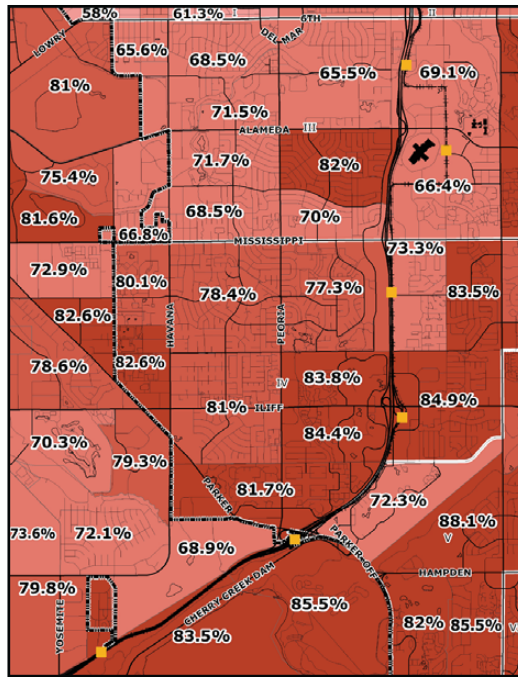 58%
61.3%
I
II
6TH
LOWRY
65.6%
68.5%
DEL MAR
65.5%
69.1%
81%
71.5%
ALAMEDA
III
75.4%
71.7%
82%
66.4%
81.6%
66.8%
68.5%
70%
MISSISSIPPI
73.3%
72.9%
80.1%
78.4%
77.3%
83.5%
HAVANA
PEORIA
82.6%
78.6%
82.6%
83.8%
IV
81%
ILIFF
84.9%
84.4%
70.3%
79.3%
81.7%
72.3%
PARKER
73.6%
72.1%
68.9%
PARKER-OFF
88.1%
V
79.8%
CHERRY CREEK DAM
HAMPDEN
YOSEMITE
85.5%
83.5%
82%
85.5%